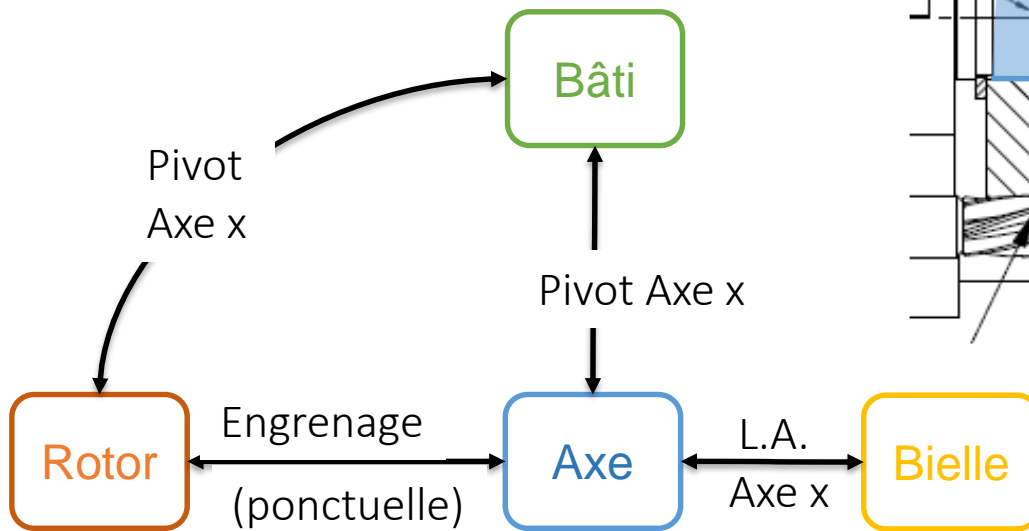 Bâti
Pivot
Axe x
Pivot Axe x
Rotor
Engrenage
(ponctuelle)
Axe
L.A.
Axe x
Bielle